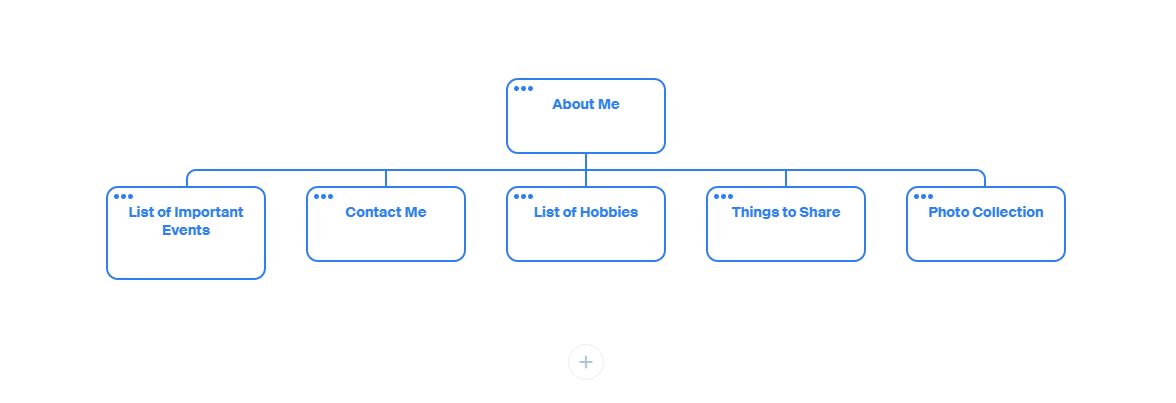 About Me
List of Important
Events
Contact Me
List of Hobbies
Things to Share
Photo Collection